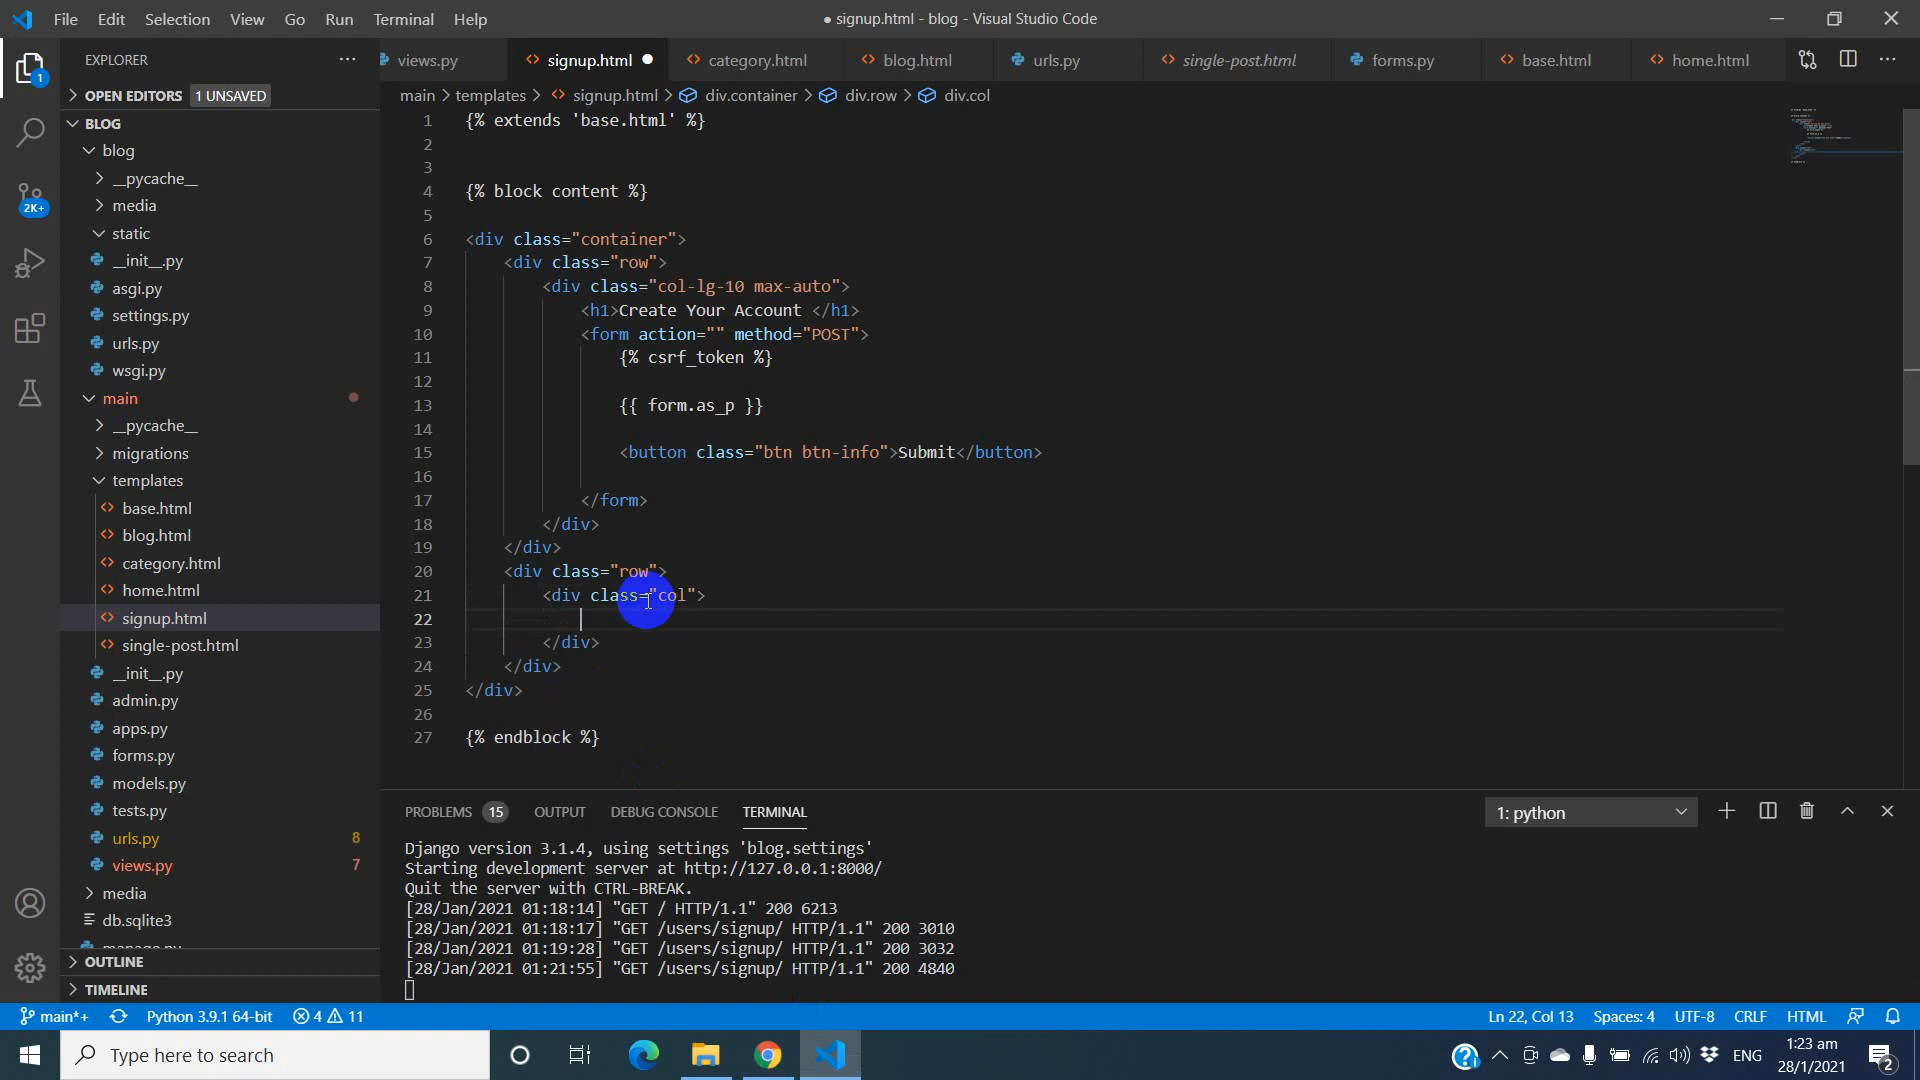 File Edit Selection View Go Run Terminal Help
● signup.html - blog - Visual Studio Code
EXPLORER
views.py signup.html category.html blog.html urls.py single-post.html forms.py base.html home.html
1
OPEN EDITORS 1 UNSAVED
main > templates > signup.html > div.container > div.row > div.col
BLOG
blog
__pycache__
media
2K+
static
__init__.py
asgi.py
settings.py
urls.py
wsgi.py
main
__pycache__
migrations
templates
base.html
blog.html
category.html
home.html
signup.html
single-post.html
__init__.py
admin.py
apps.py
forms.py
models.py
tests.py
urls.py 8
views.py 7
media
db.sqlite3
manage.py
OUTLINE
TIMELINE
1 {% extends 'base.html' %}
2
3
4 {% block content %}
5
6 <div class="container">
7 <div class="row">
8 <div class="col-lg-10 max-auto">
9 <h1>Create Your Account </h1>
10 <form action="" method="POST">
11 {% csrf_token %}
12
13 {{ form.as_p }}
14
15 <button class="btn btn-info">Submit</button>
16
17 </form>
18 </div>
19 </div>
20 <div class="row">
21 <div class="col">
22
23 </div>
24 </div>
25 </div>
26
27 {% endblock %}
PROBLEMS 15 OUTPUT DEBUG CONSOLE TERMINAL
1: python
Django version 3.1.4, using settings 'blog.settings'
Starting development server at http://127.0.0.1:8000/
Quit the server with CTRL-BREAK.
[28/Jan/2021 01:18:14] "GET / HTTP/1.1" 200 6213
[28/Jan/2021 01:18:17] "GET /users/signup/ HTTP/1.1" 200 3010
[28/Jan/2021 01:19:28] "GET /users/signup/ HTTP/1.1" 200 3032
[28/Jan/2021 01:21:55] "GET /users/signup/ HTTP/1.1" 200 4840
main*+ Python 3.9.1 64-bit 4 11
Ln 22, Col 13 Spaces: 4 UTF-8 CRLF HTML
Type here to search
ENG
1:23 am
28/1/2021
2